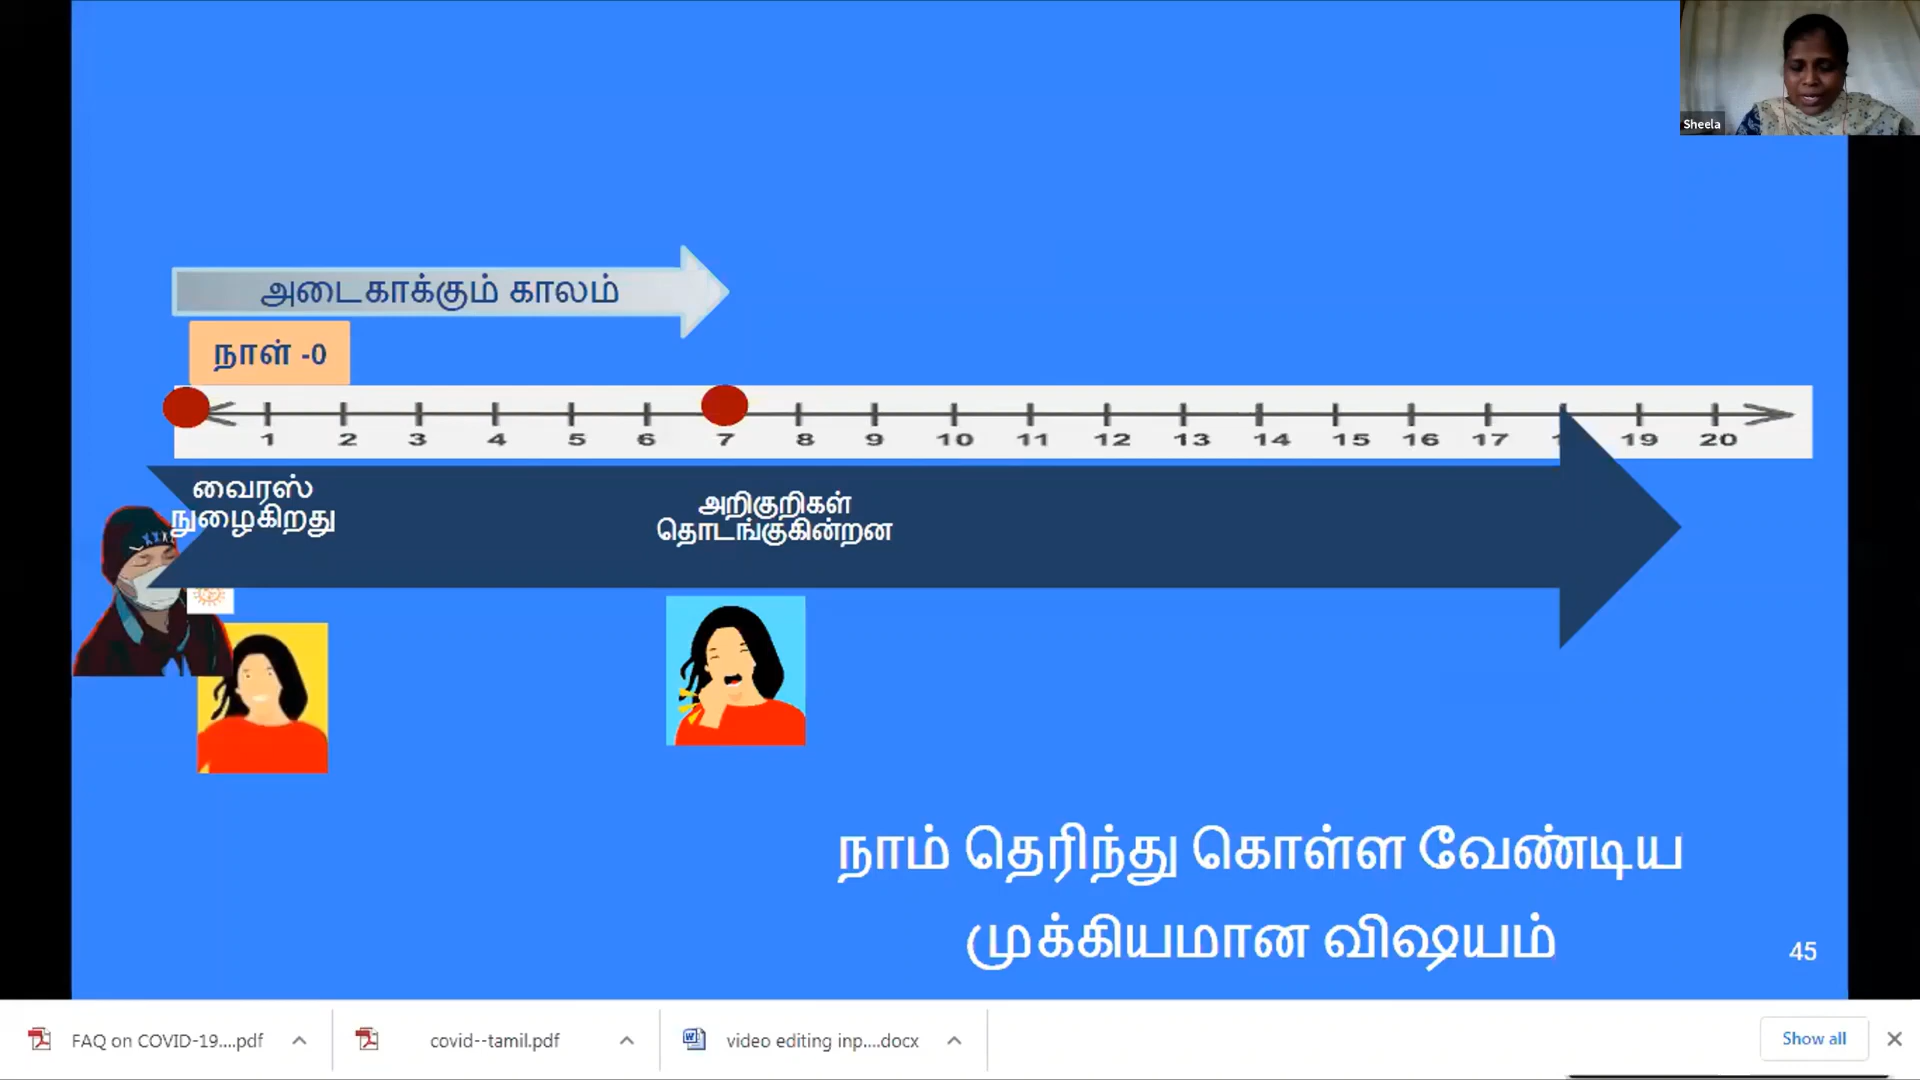 Sheela
அடைகாக்கும் காலம்
நாள் -0
1 2 3 4 5 6 7 8 9 10 11 12 13 14 15 16 17 19 20
வைரஸ்
நுழைகிறது
அறிகுறிகள்
தொடங்குகின்றன
நாம் தெரிந்து கொள்ள வேண்டிய
முக்கியமான விஷயம்
45
FAQ on COVID-19....pdf
covid--tamil.pdf
video editing inp....docx
Show all